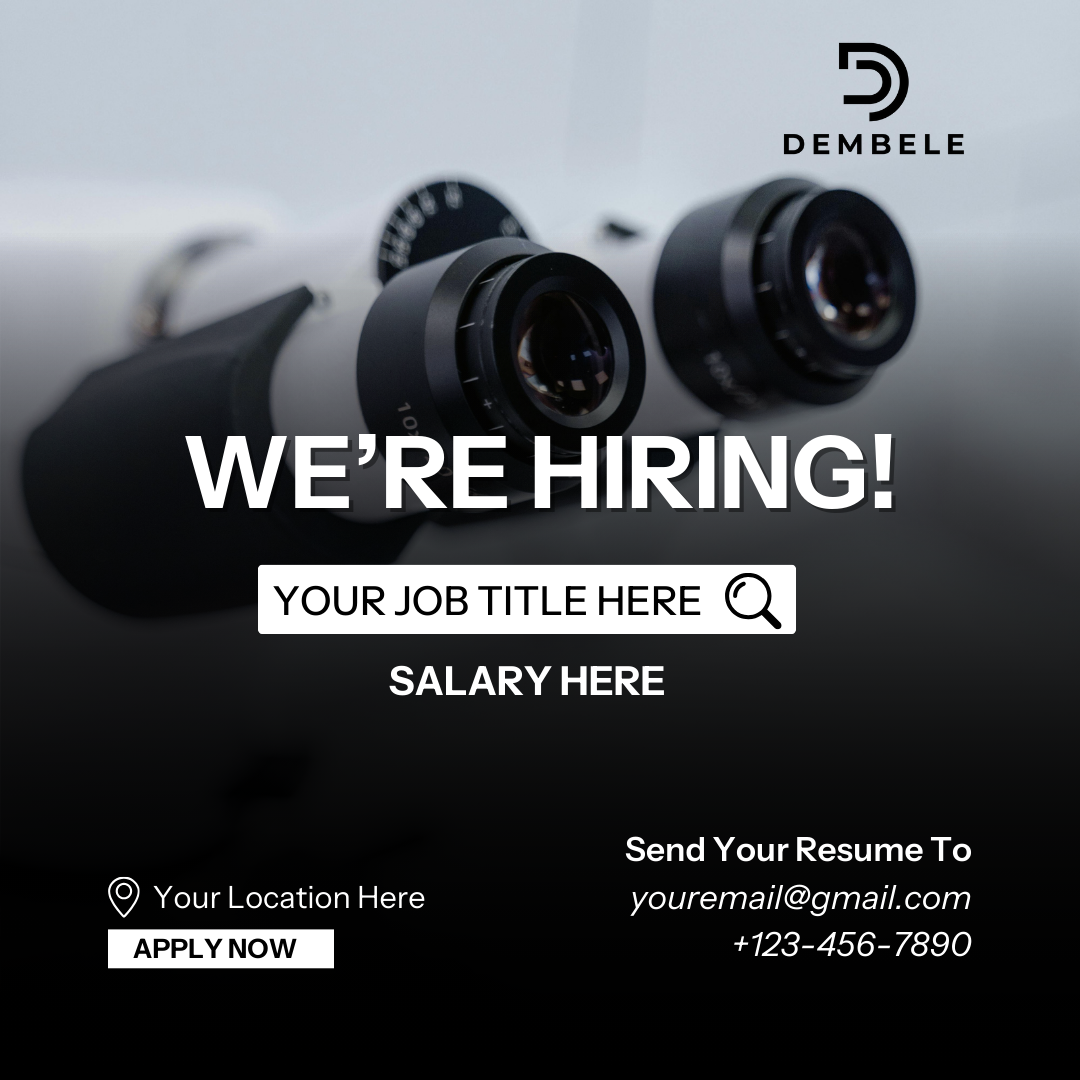 DEMBELE
WE’RE HIRING!
YOUR JOB TITLE HERE
SALARY HERE
Send Your Resume To
youremail@gmail.com
+123-456-7890
Your Location Here
APPLY NOW